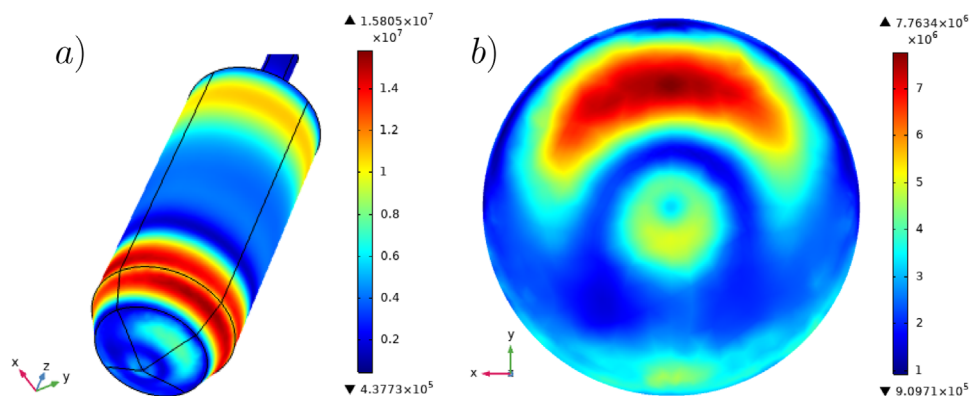 a)
▲ 1.5805×10⁷
×10⁷
1.4
1.2
1
0.8
0.6
0.4
0.2
▼ 4.3773×10⁵
x
z
y
b)
▲ 7.7634×10⁶
×10⁶
7
6
5
4
3
2
1
▼ 9.0971×10⁵
y
x
z